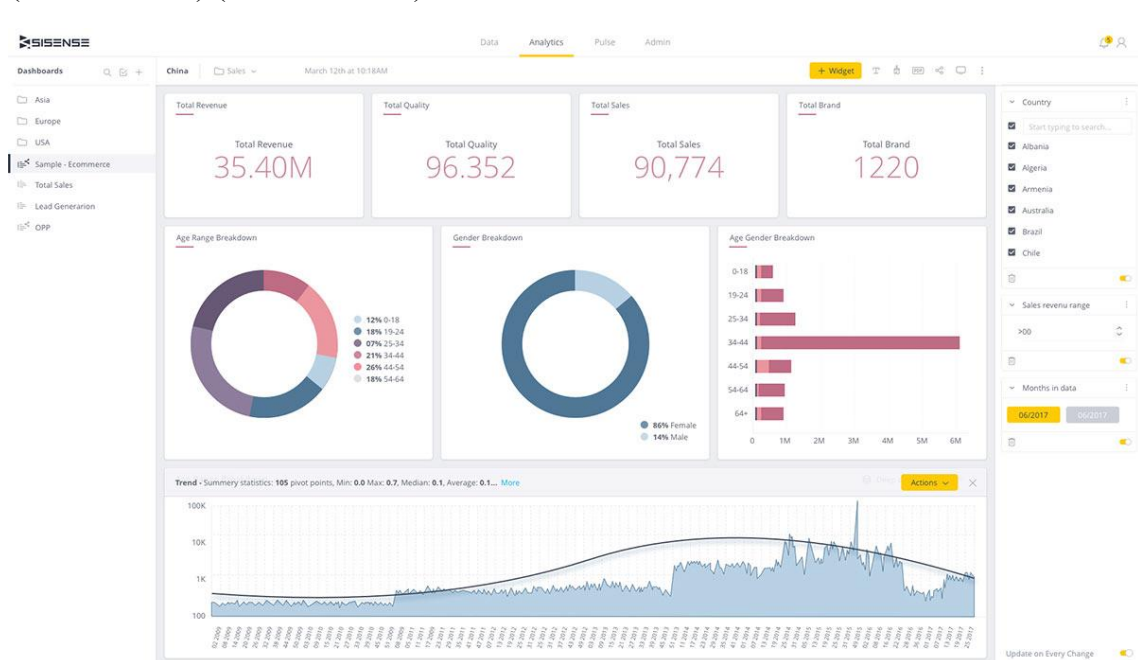 SISENSE
Data Analytics Pulse Admin
5
Dashboards
China Sales March 12th at 10:18AM + Widget
Asia
Europe
USA
Sample - Ecommerce
Total Sales
Lead Generarion
OPP
Total Revenue
Total Revenue
35.40M
Total Quality
Total Quality
96.352
Total Sales
Total Sales
90,774
Total Brand
Total Brand
1220
Age Range Breakdown
12% 0-18
18% 19-24
07% 25-34
21% 34-44
26% 44-54
18% 54-64
Gender Breakdown
86% Female
14% Male
Age Gender Breakdown
0-18
19-24
25-34
34-44
44-54
54-64
64+
0 1M 2M 3M 4M 5M 6M
Trend - Summery statistics: 105 pivot points, Min: 0.0 Max: 0.7, Median: 0.1, Average: 0.1... More
Actions
100K
10K
1K
100
Country
Start typing to search...
Albania
Algeria
Armenia
Australia
Brazil
Chile
Sales revenu range
>00
Months in data
06/2017 06/2017
Update on Every Change